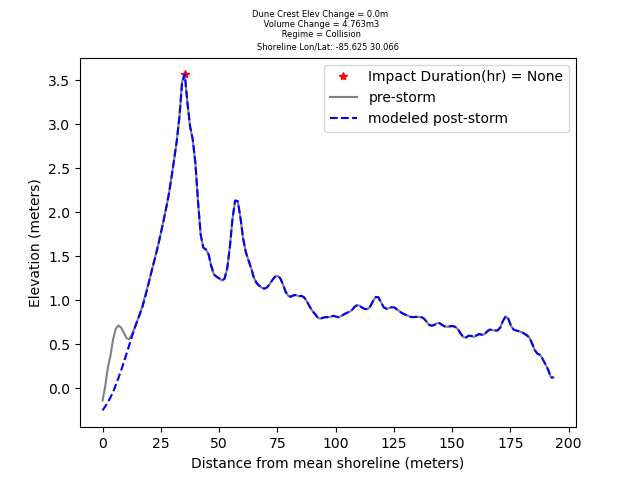 Dune Crest Elev Change = 0.0m
Volume Change = 4.763m3
Regime = Collision
Shoreline Lon/Lat: -85.625 30.066
Impact Duration(hr) = None
pre-storm
modeled post-storm
Elevation (meters)
3.5
3.0
2.5
2.0
1.5
1.0
0.5
0.0
0 25 50 75 100 125 150 175 200
Distance from mean shoreline (meters)